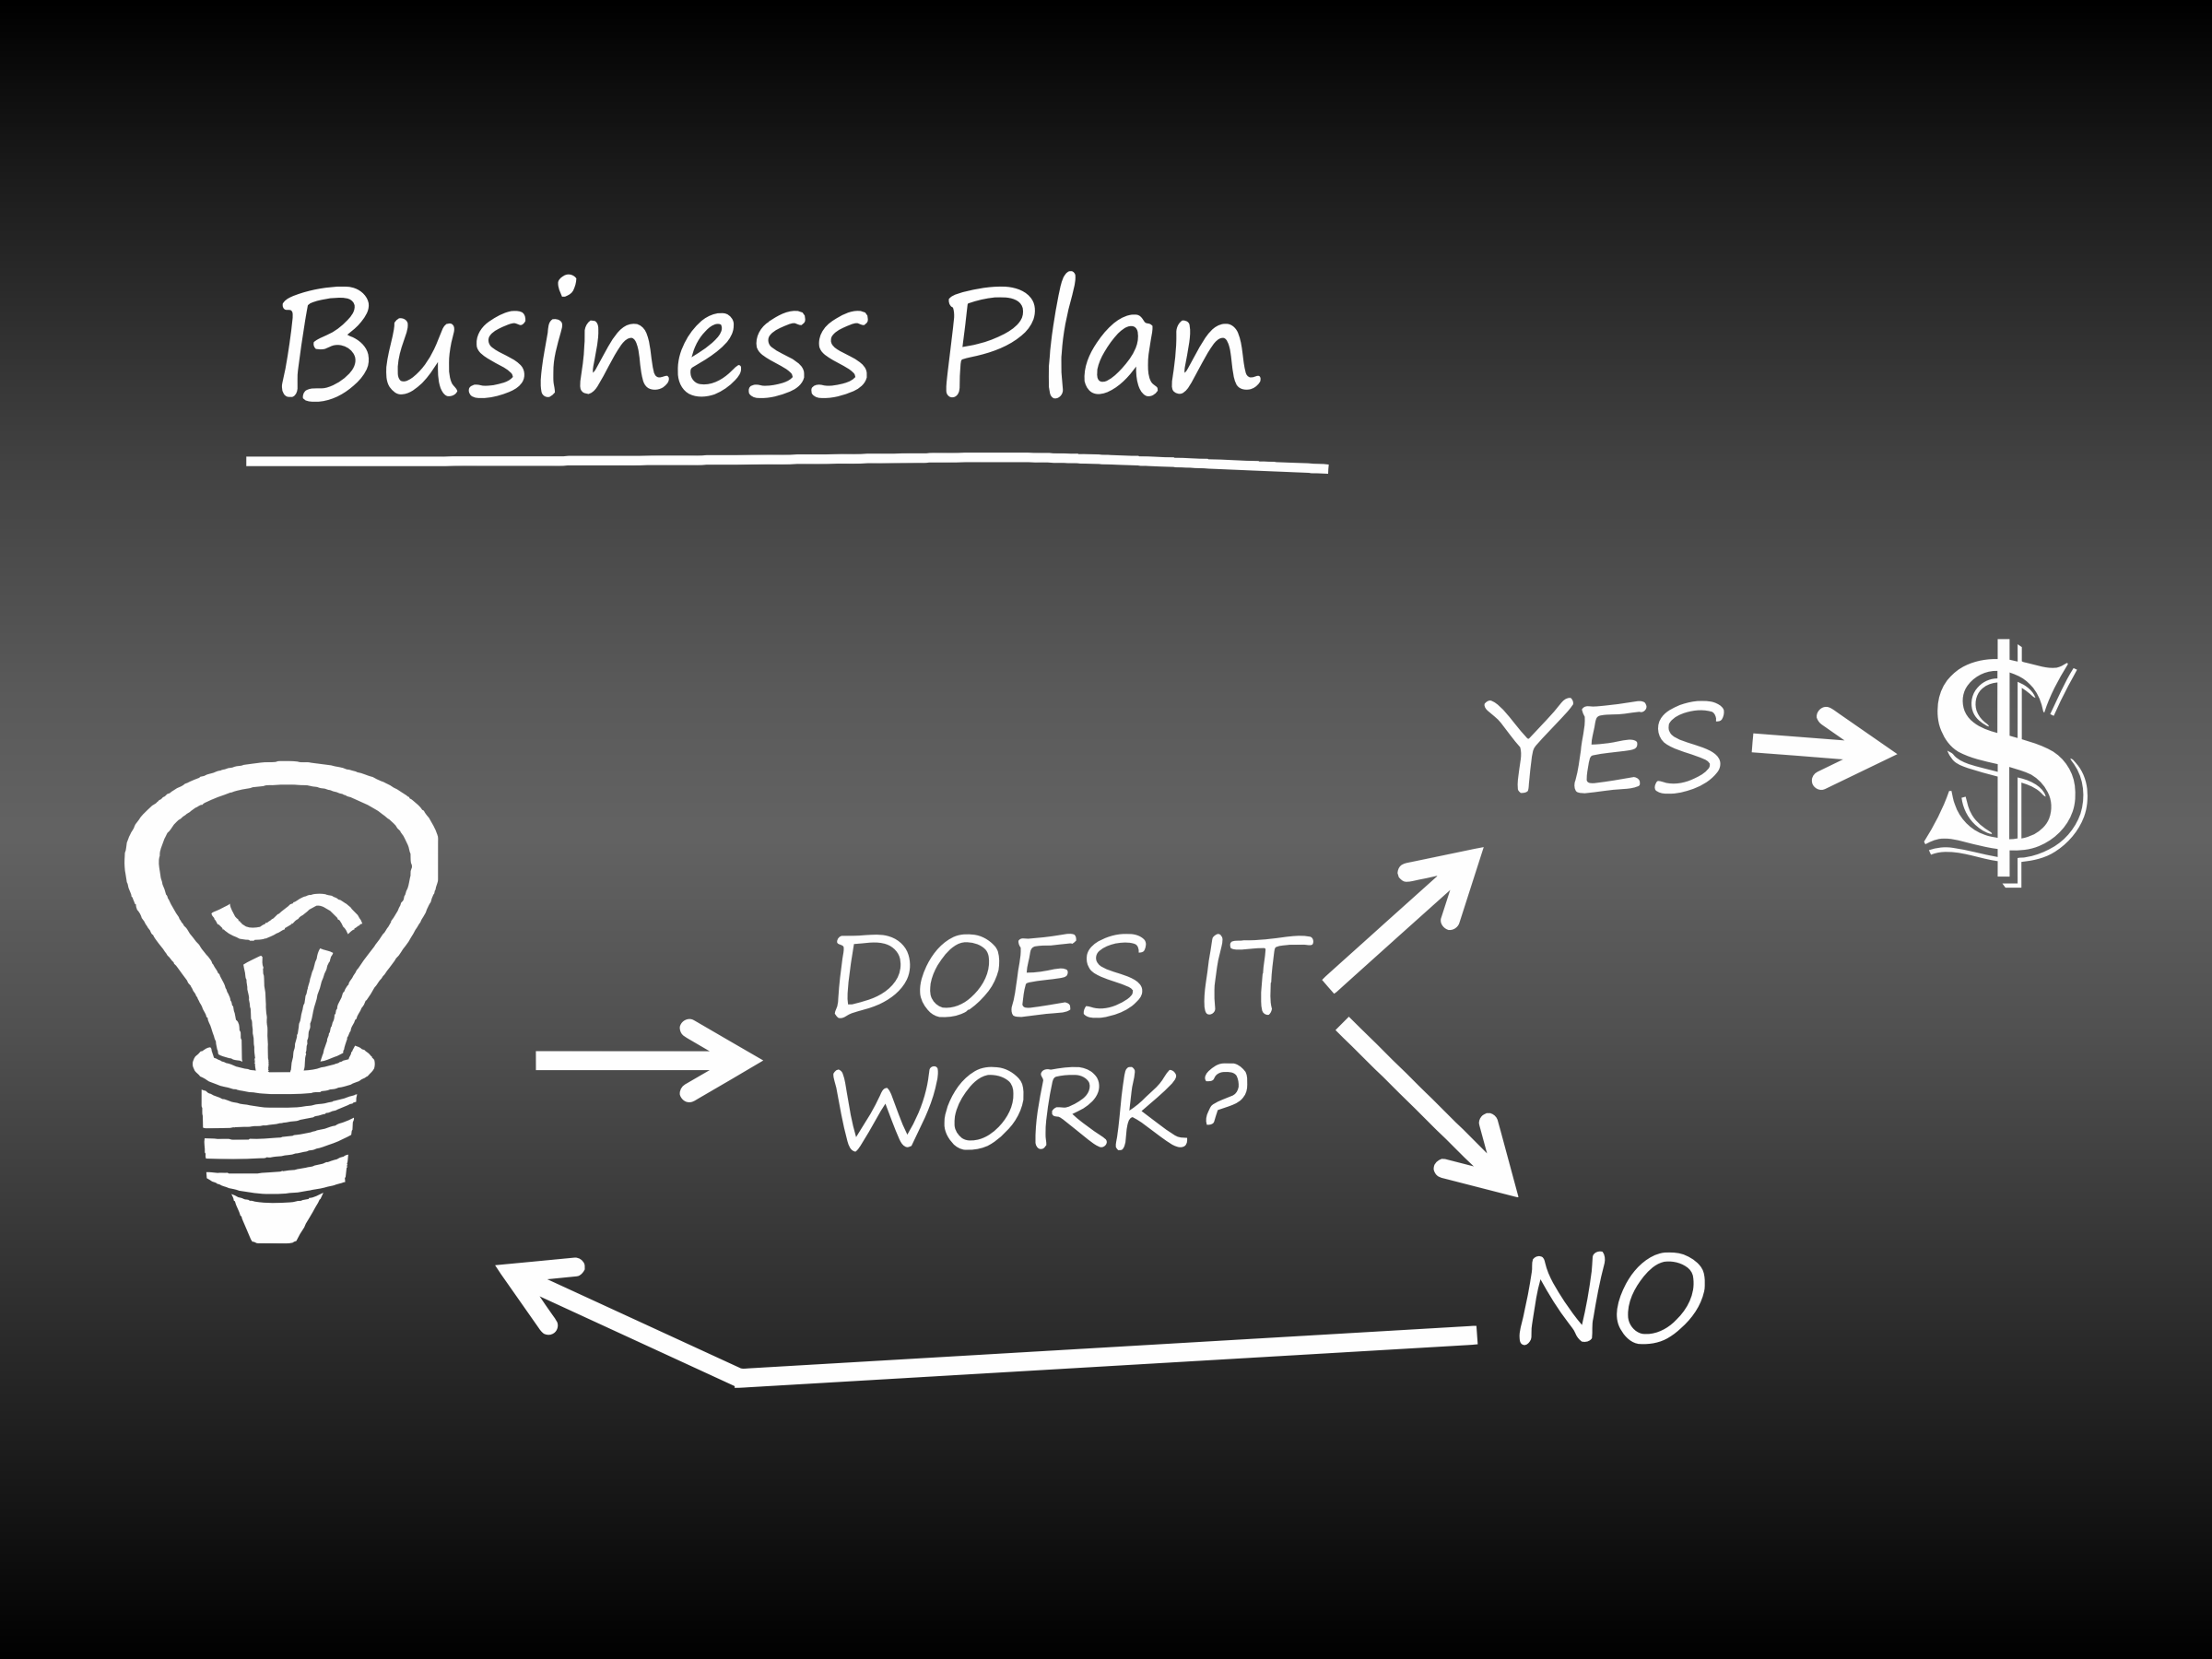 Business Plan
YES
$
DOES IT
WORK?
NO